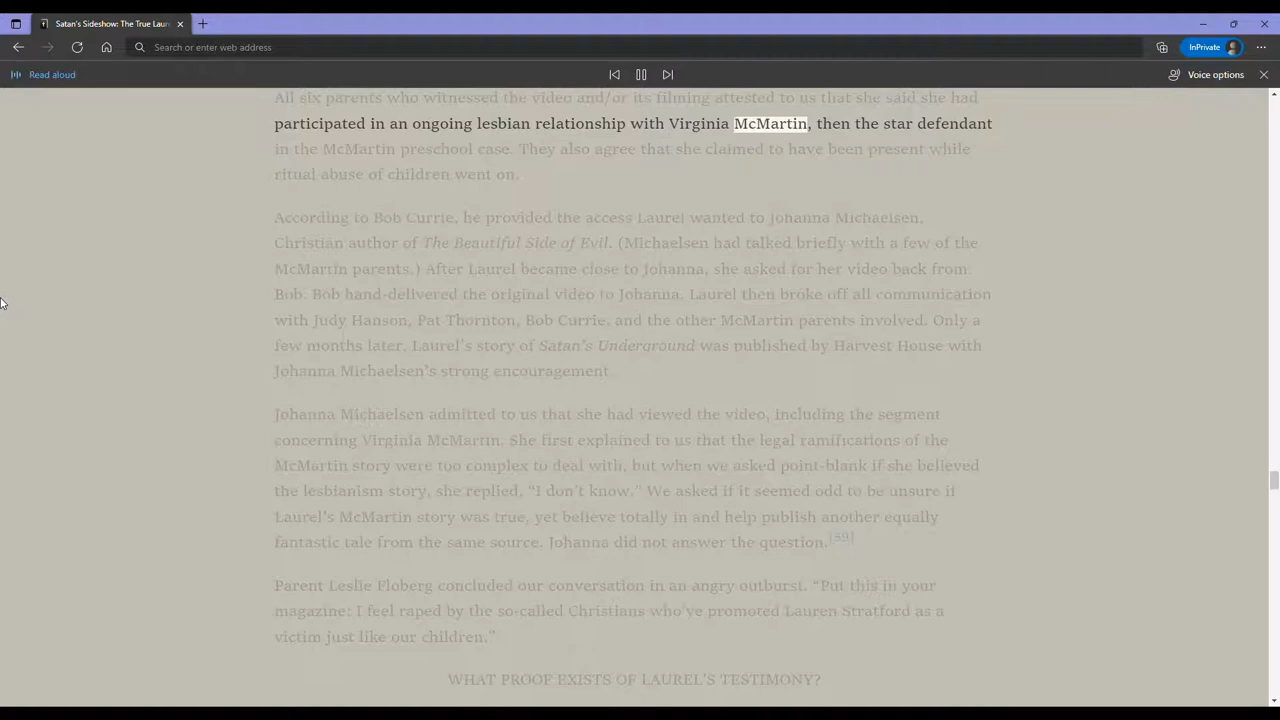 Satan's Sideshow: The True Laur
Search or enter web address
InPrivate
Read aloud
Voice options
All six parents who witnessed the video and/or its filming attested to us that she said she had
participated in an ongoing lesbian relationship with Virginia McMartin, then the star defendant
in the McMartin preschool case. They also agree that she claimed to have been present while
ritual abuse of children went on.
According to Bob Currie, he provided the access Laurel wanted to Johanna Michaelsen,
Christian author of The Beautiful Side of Evil. (Michaelsen had talked briefly with a few of the
McMartin parents.) After Laurel became close to Johanna, she asked for her video back from
Bob. Bob hand-delivered the original video to Johanna. Laurel then broke off all communication
with Judy Hanson, Pat Thornton, Bob Currie, and the other McMartin parents involved. Only a
few months later, Laurel's story of Satan's Underground was published by Harvest House with
Johanna Michaelsen's strong encouragement.
Johanna Michaelsen admitted to us that she had viewed the video, including the segment
concerning Virginia McMartin. She first explained to us that the legal ramifications of the
McMartin story were too complex to deal with, but when we asked point-blank if she believed
the lesbianism story, she replied, “I don't know.” We asked if it seemed odd to be unsure if
Laurel's McMartin story was true, yet believe totally in and help publish another equally
fantastic tale from the same source. Johanna did not answer the question.[59]
Parent Leslie Floberg concluded our conversation in an angry outburst. “Put this in your
magazine: I feel raped by the so-called Christians who've promoted Lauren Stratford as a
victim just like our children.”
WHAT PROOF EXISTS OF LAUREL'S TESTIMONY?